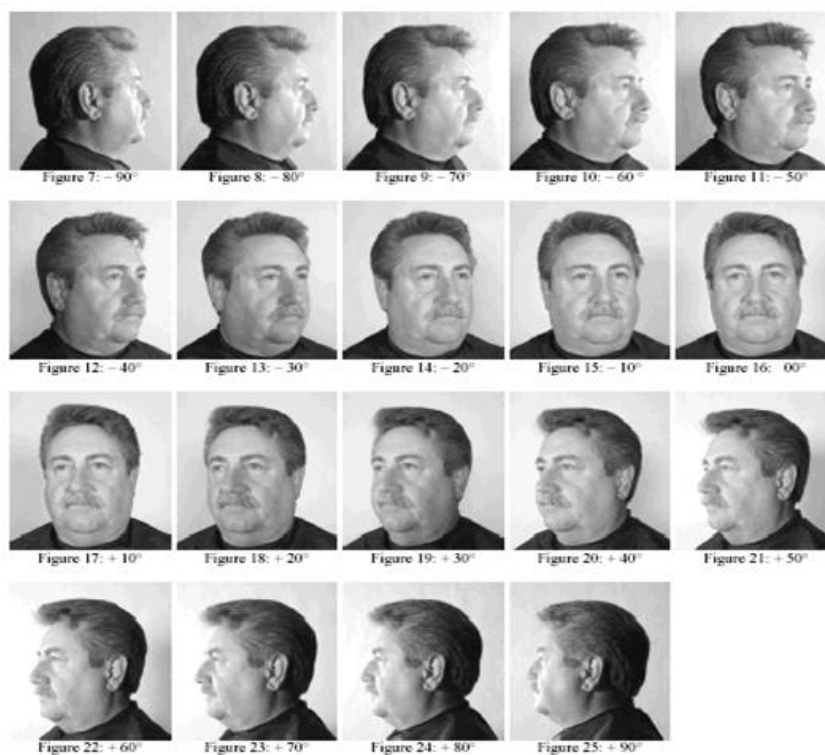 Figure 7: – 90°
Figure 8: – 80°
Figure 9: – 70°
Figure 10: – 60°
Figure 11: – 50°
Figure 12: – 40°
Figure 13: – 30°
Figure 14: – 20°
Figure 15: – 10°
Figure 16: 00°
Figure 17: + 10°
Figure 18: + 20°
Figure 19: + 30°
Figure 20: + 40°
Figure 21: + 50°
Figure 22: + 60°
Figure 23: + 70°
Figure 24: + 80°
Figure 25: + 90°